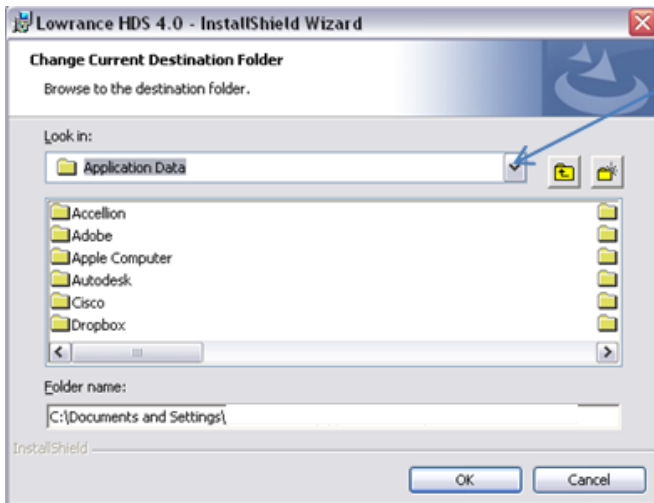 Lowrance HDS 4.0 - InstallShield Wizard
Change Current Destination Folder
Browse to the destination folder.
Look in:
Application Data
Accellion
Adobe
Apple Computer
Autodesk
Cisco
Dropbox
Folder name:
C:\Documents and Settings\
InstallShield
OK Cancel